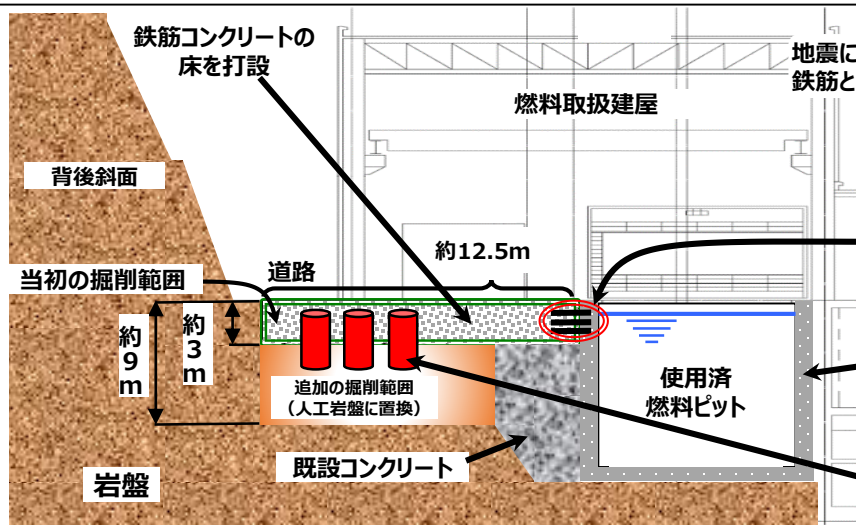 鉄筋コンクリートの
床を打設
地震に
鉄筋と
燃料取扱建屋
背後斜面
約12.5m
道路
当初の掘削範囲
約3m
約9m
追加の掘削範囲
（人工岩盤に置換）
使用済
燃料ピット
既設コンクリート
岩盤